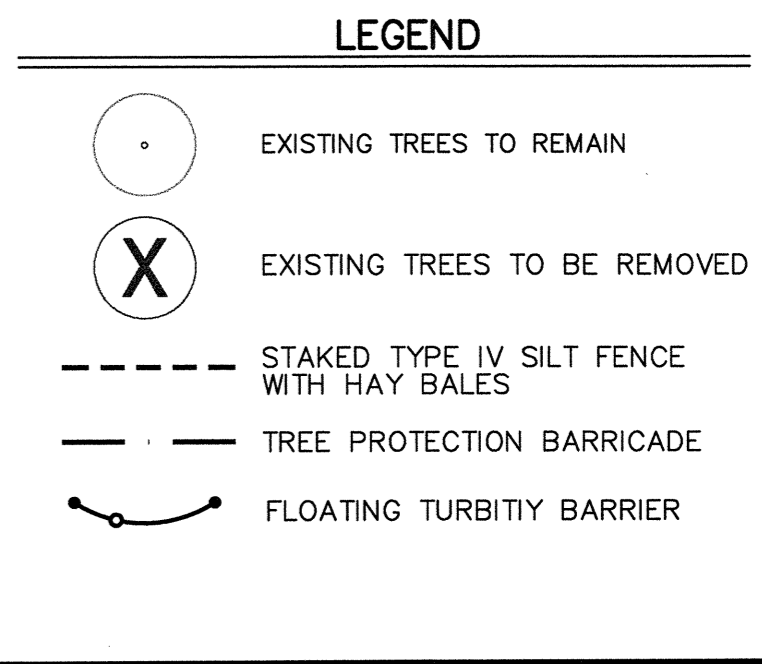 LEGEND
EXISTING TREES TO REMAIN
X
EXISTING TREES TO BE REMOVED
STAKED TYPE IV SILT FENCE
WITH HAY BALES
TREE PROTECTION BARRICADE
FLOATING TURBITIY BARRIER